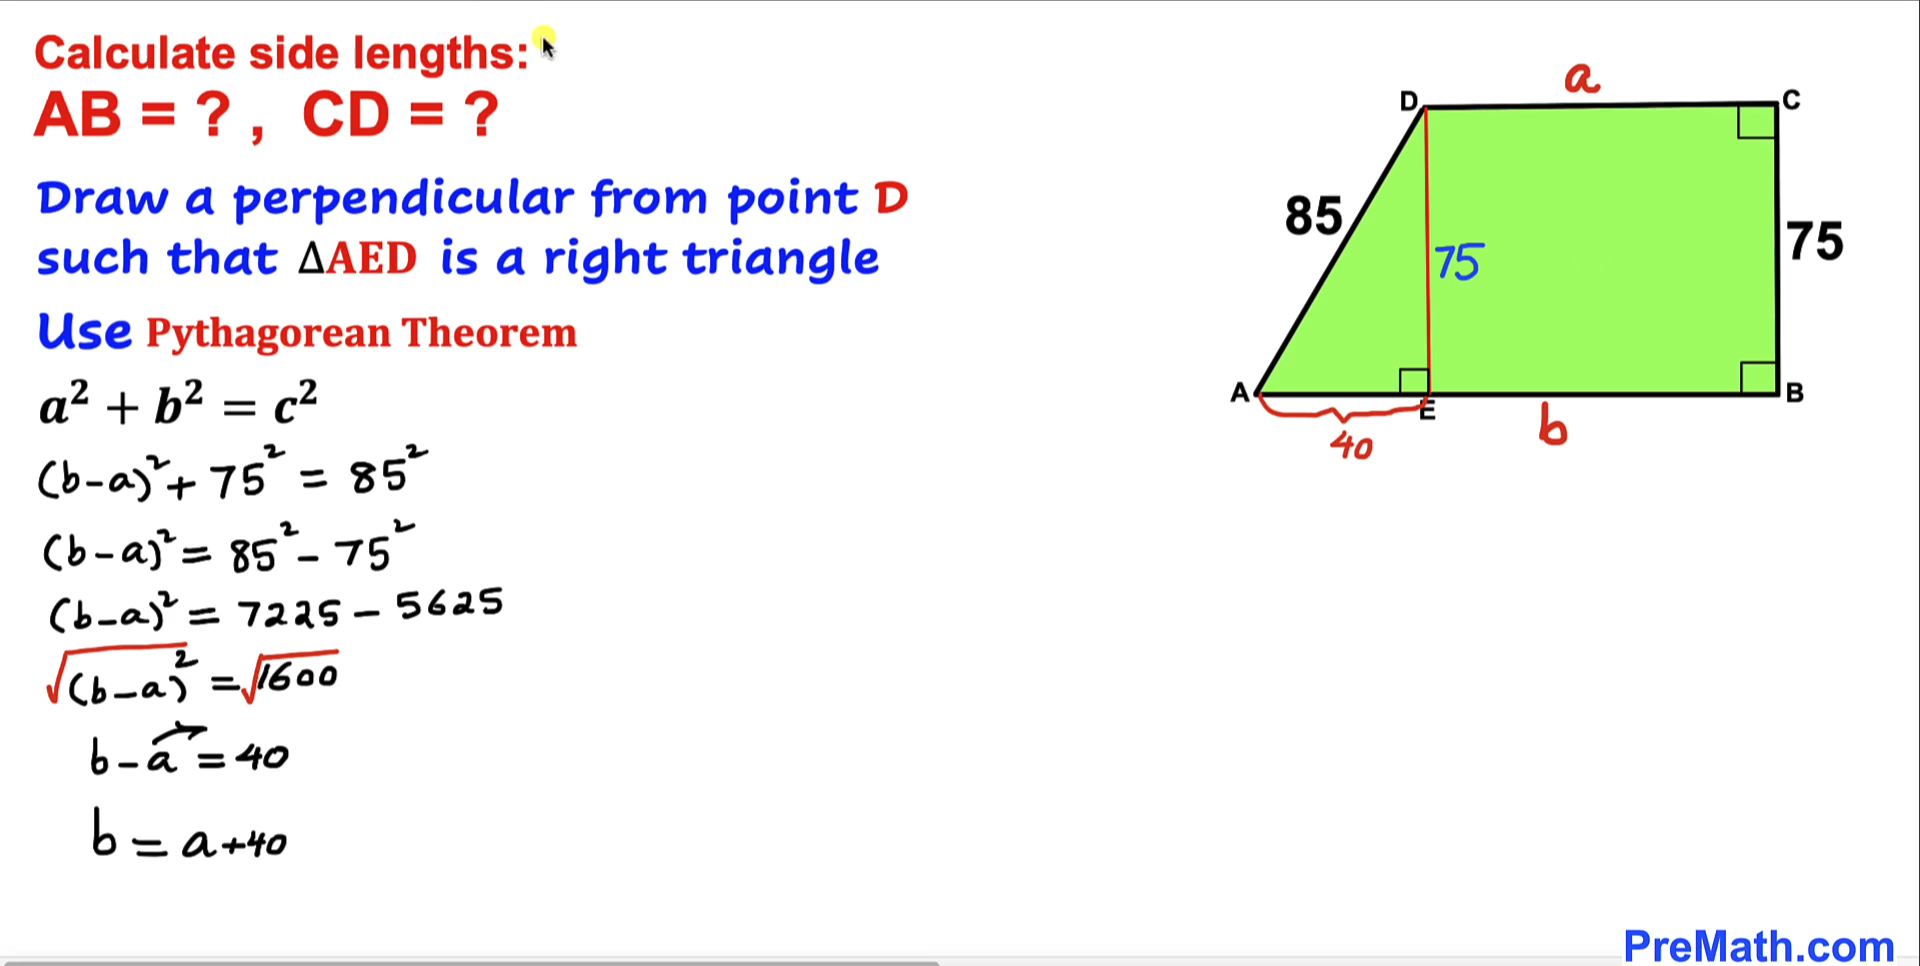 Calculate side lengths:
AB = ? , CD = ?
Draw a perpendicular from point D
such that ΔAED is a right triangle
Use Pythagorean Theorem
a² + b² = c²
(b-a)² + 75² = 85²
(b-a)² = 85² - 75²
(b-a)² = 7225 - 5625
√(b-a)² = √1600
b - a = 40
b = a + 40
a
D
C
85
75
75
A
E
B
40
b
PreMath.com